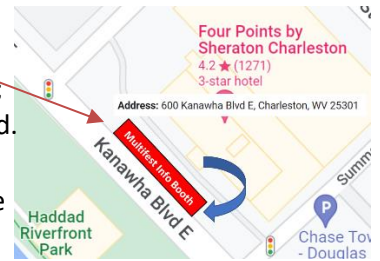 Four Points by
Sheraton Charleston
4.2 ★ (1271)
3-star hotel
Address: 600 Kanawha Blvd E, Charleston, WV 25301
d.
Multifest Info Booth
Kanawha Blvd E
e
Haddad
Riverfront
Park
Summe
P
Chase Tow
- Douglas